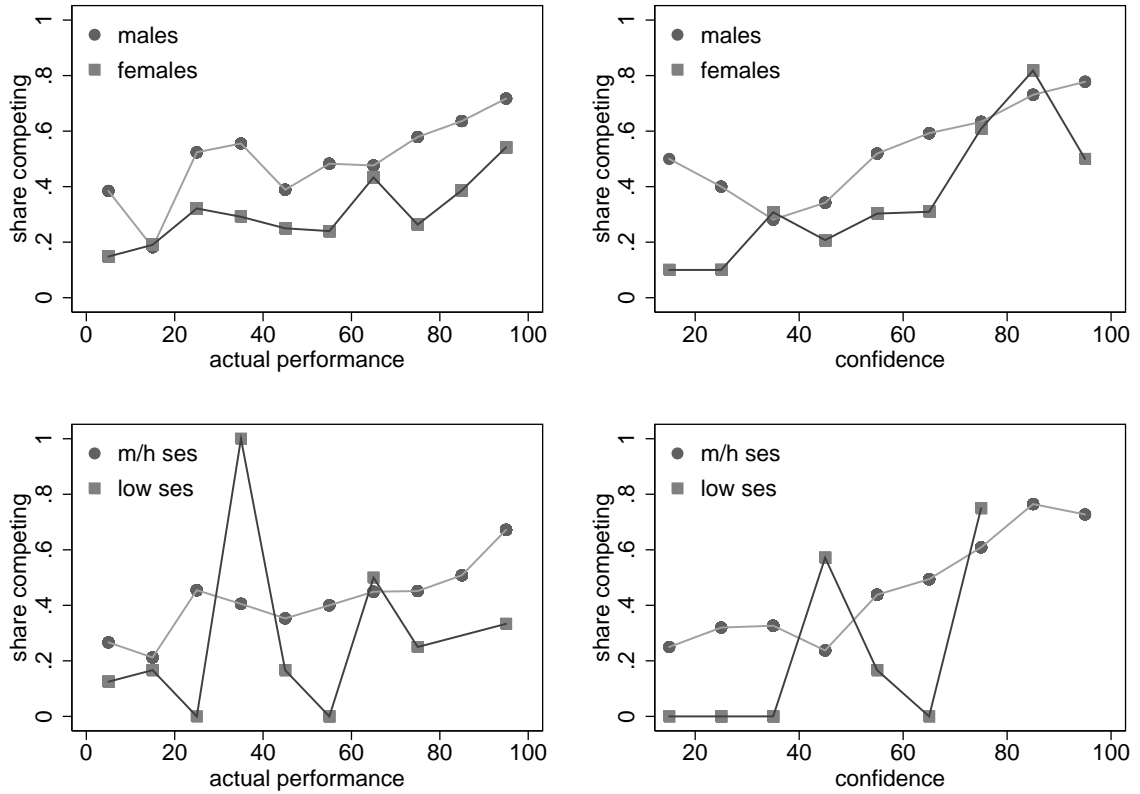 share competing
0 .2 .4 .6 .8 1
males
females
0 20 40 60 80 100
actual performance
share competing
0 .2 .4 .6 .8 1
males
females
20 40 60 80 100
confidence
share competing
0 .2 .4 .6 .8 1
m/h ses
low ses
0 20 40 60 80 100
actual performance
share competing
0 .2 .4 .6 .8 1
m/h ses
low ses
20 40 60 80 100
confidence